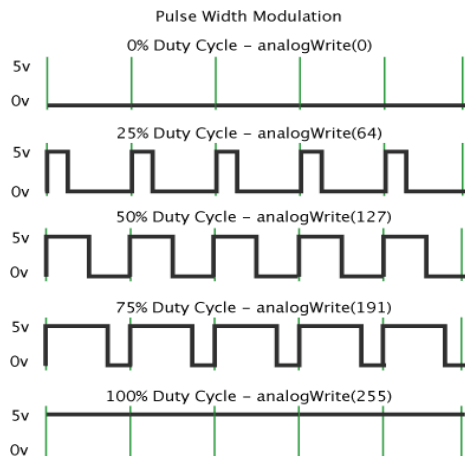 Pulse Width Modulation
0% Duty Cycle – analogWrite(0)
5v
0v
25% Duty Cycle – analogWrite(64)
5v
0v
50% Duty Cycle – analogWrite(127)
5v
0v
75% Duty Cycle – analogWrite(191)
5v
0v
100% Duty Cycle – analogWrite(255)
5v
0v